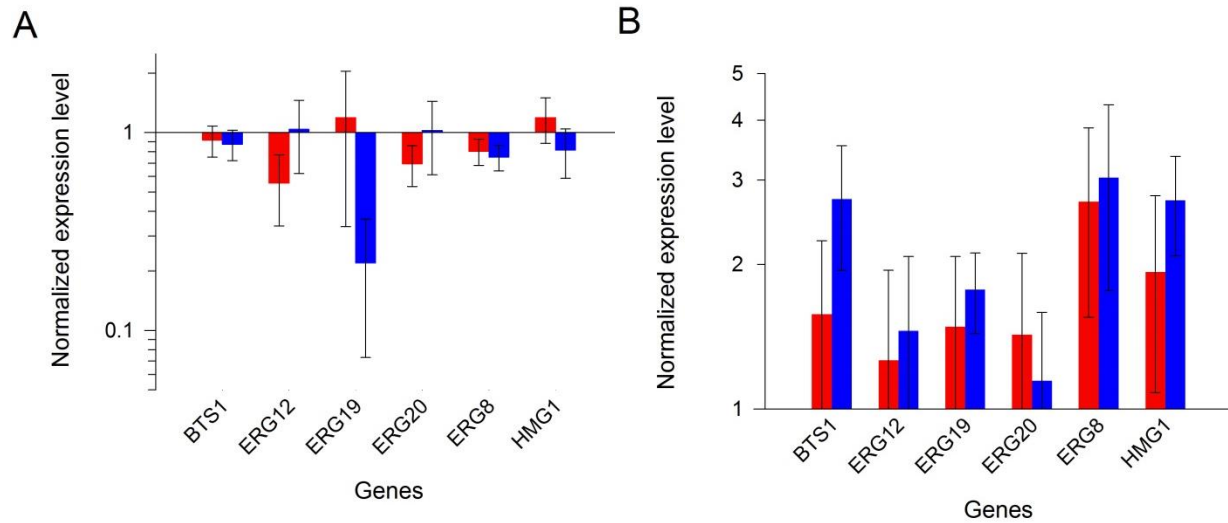 A
Normalized expression level
1
0.1
BTS1
ERG12
ERG19
ERG20
ERG8
HMG1
Genes
B
Normalized expression level
5
4
3
2
1
BTS1
ERG12
ERG19
ERG20
ERG8
HMG1
Genes